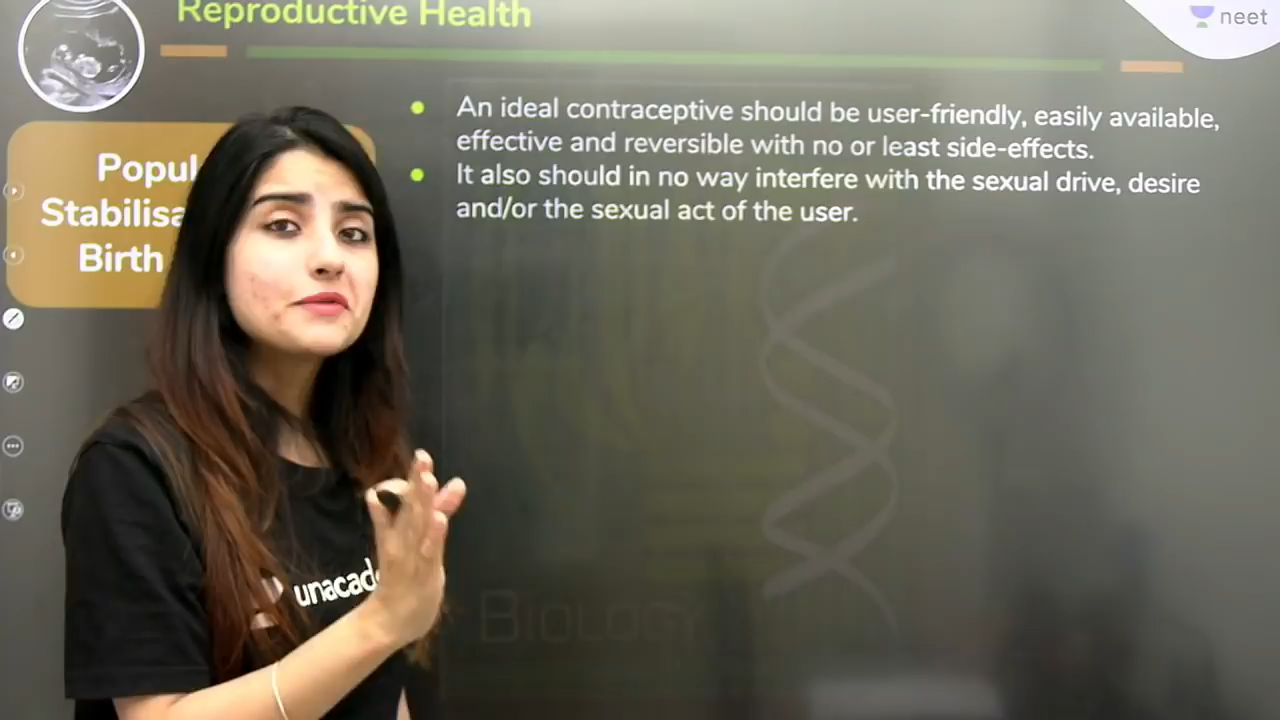 Reproductive Health
neet
An ideal contraceptive should be user-friendly, easily available,
effective and reversible with no or least side-effects.
It also should in no way interfere with the sexual drive, desire
and/or the sexual act of the user.
Popul
Stabilisa
Birth
unacad
BIOLOGY